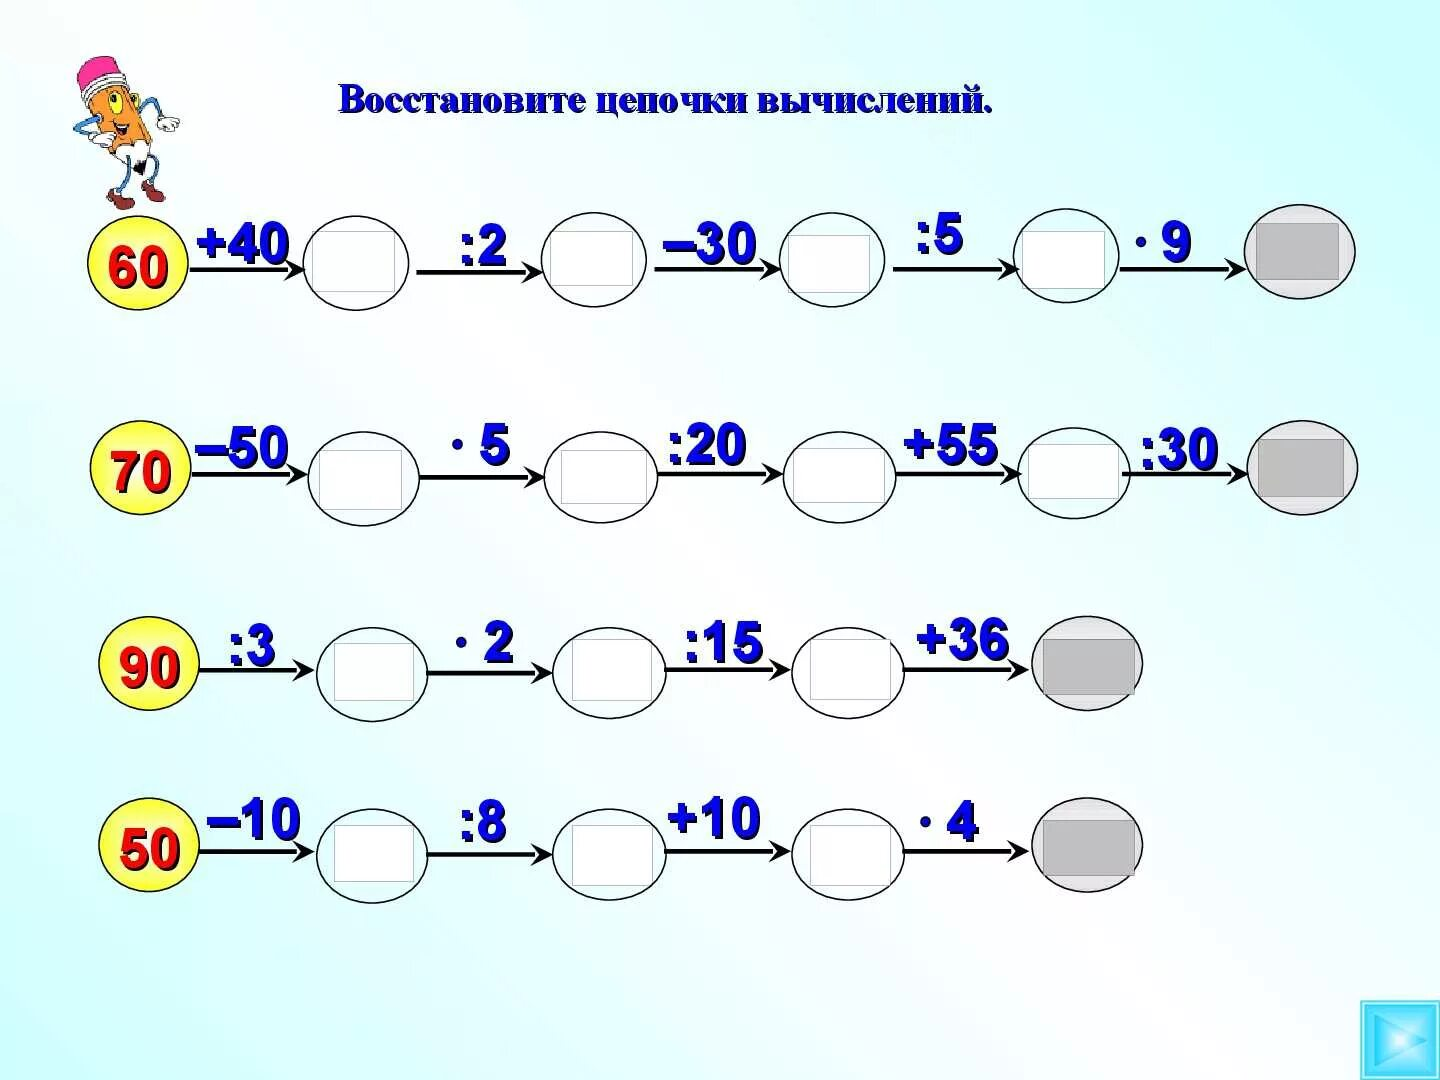 Восстановите цепочки вычислений.
60 +40 :2 –30 :5 · 9
70 –50 · 5 :20 +55 :30
90 :3 · 2 :15 +36
50 –10 :8 +10 · 4